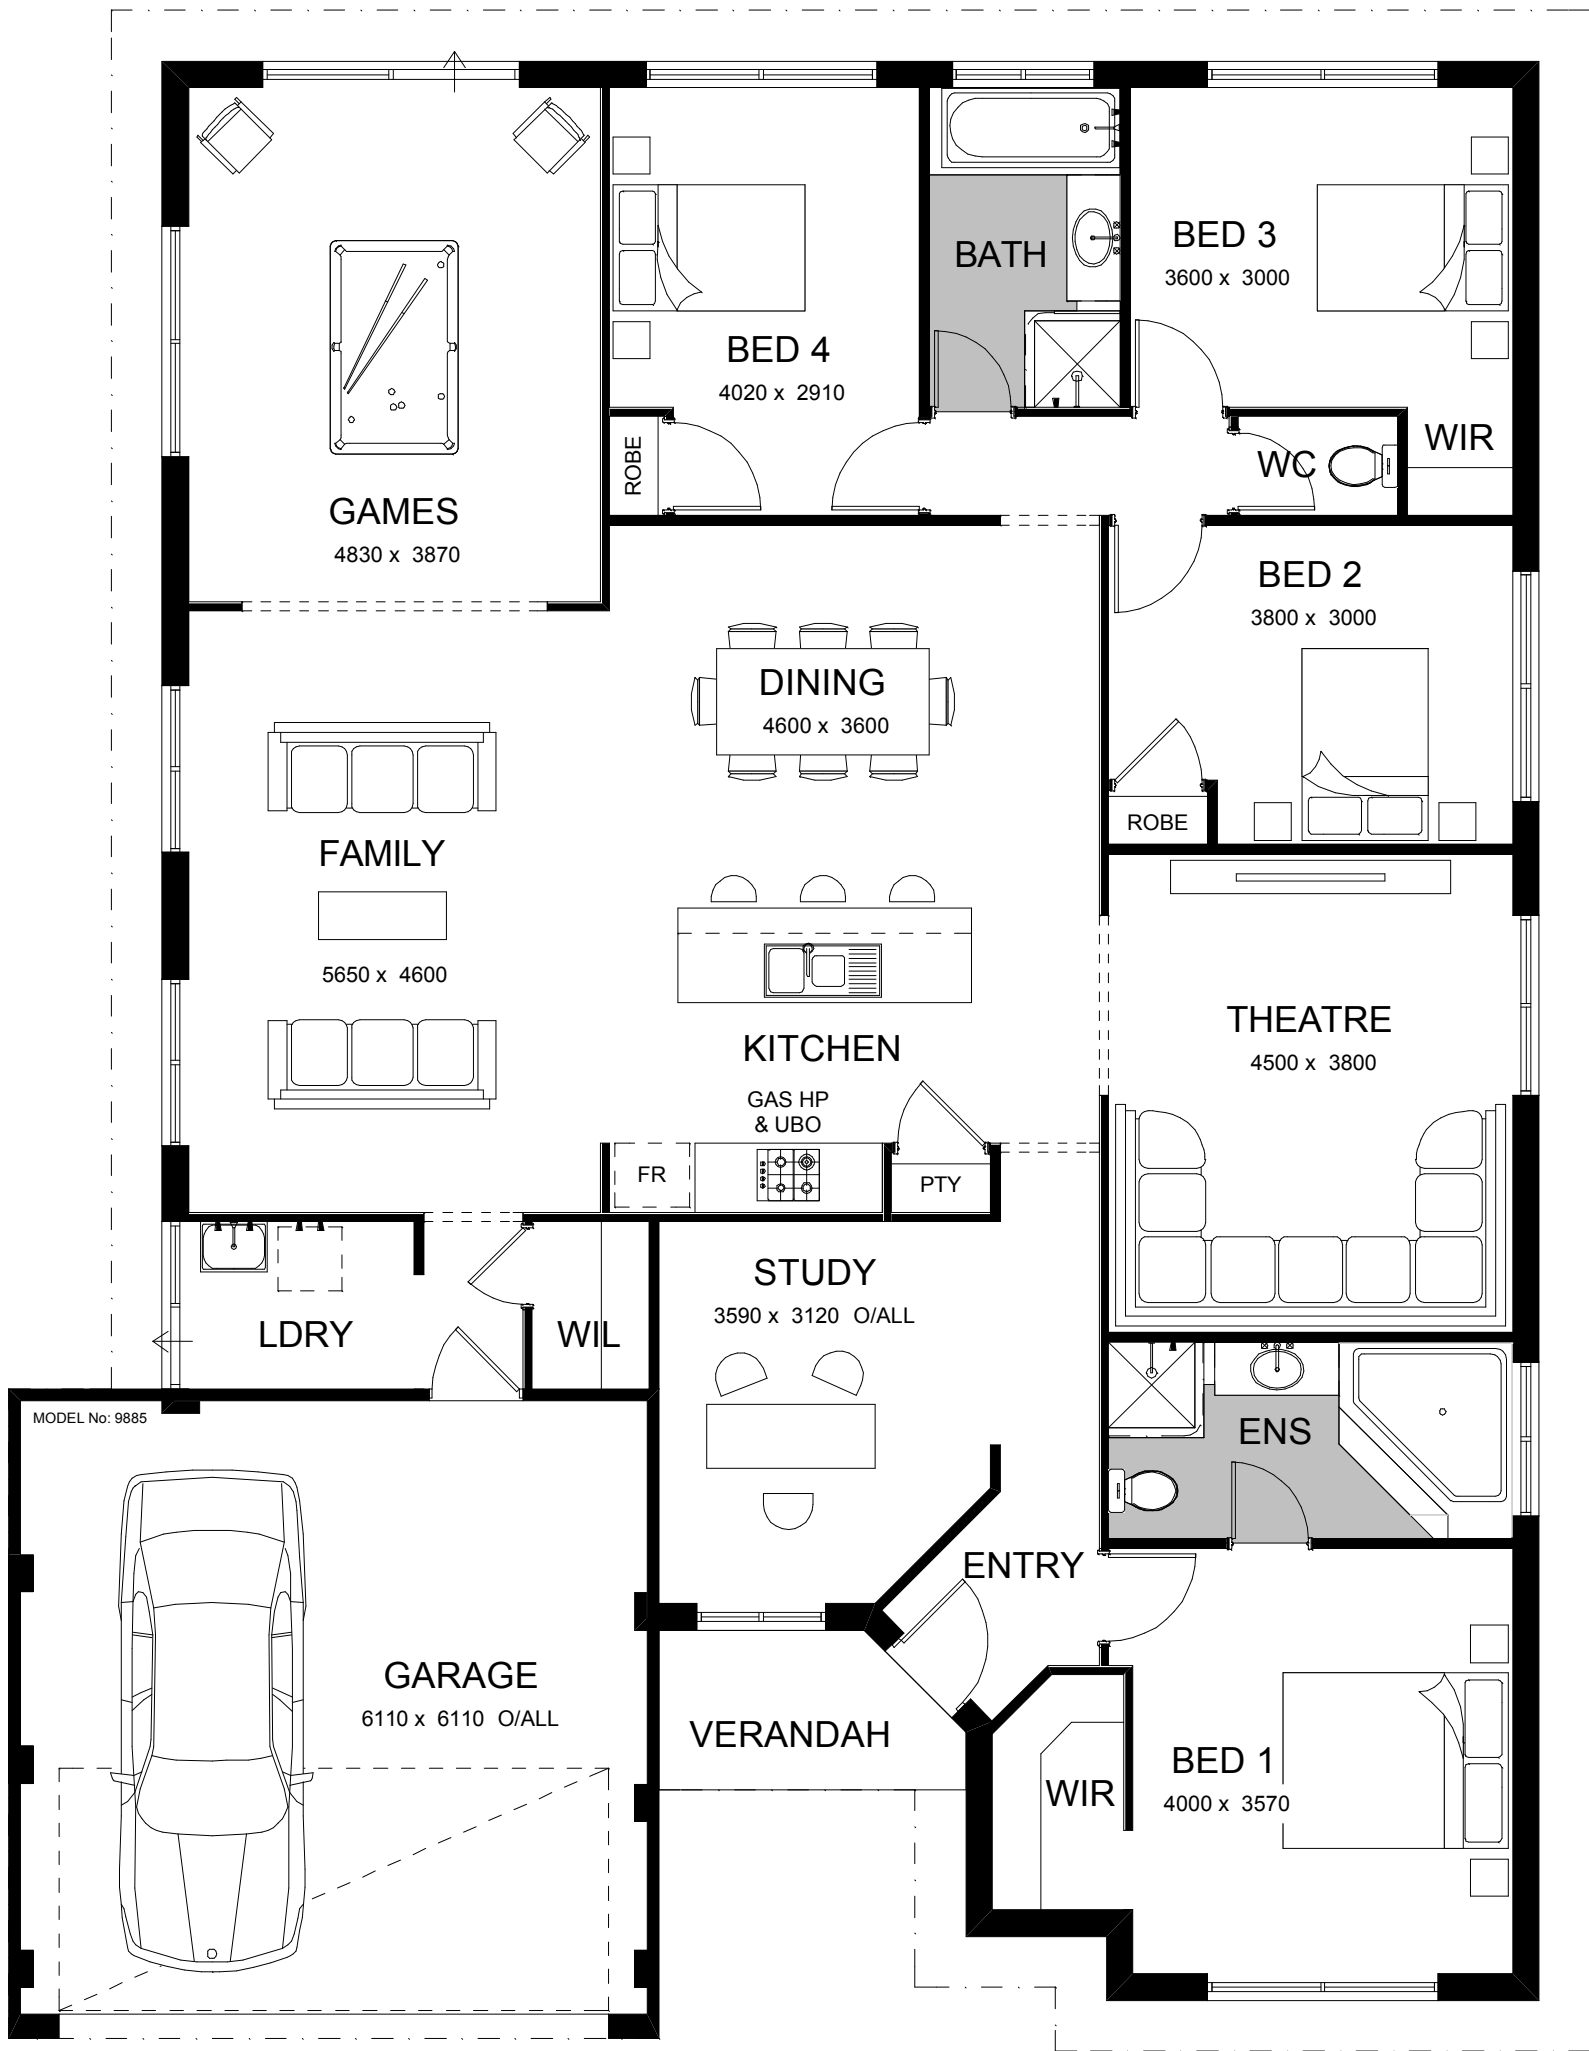 BATH
BED 3
3600 x 3000
BED 4
4020 x 2910
ROBE
WC
WIR
GAMES
4830 x 3870
BED 2
3800 x 3000
DINING
4600 x 3600
ROBE
FAMILY
5650 x 4600
THEATRE
4500 x 3800
KITCHEN
GAS HP
& UBO
FR
PTY
STUDY
3590 x 3120 O/ALL
LDRY
WIL
MODEL No: 9885
ENS
ENTRY
GARAGE
6110 x 6110 O/ALL
VERANDAH
BED 1
4000 x 3570
WIR